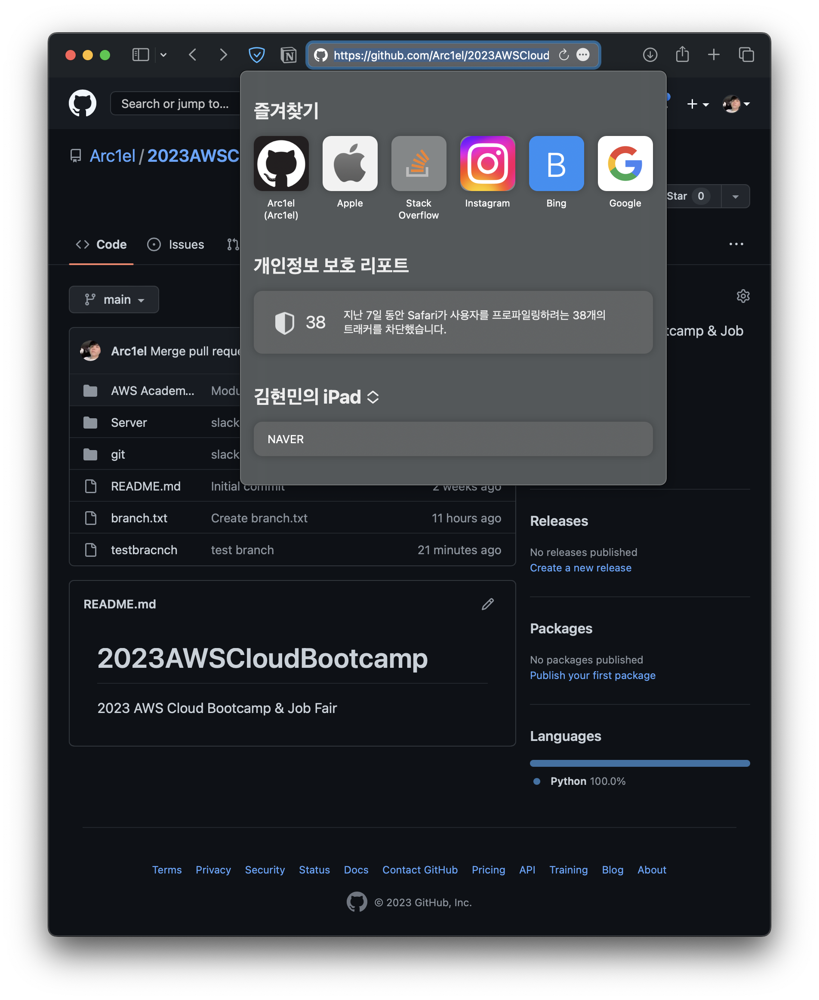 https://github.com/Arc1el/2023AWSCloud
Search or jump to...
즐겨찾기
Arc1el / 2023AWSC
Arc1el
(Arc1el)
Apple
Stack
Overflow
Instagram
B
Bing
Google
Star 0
Code
Issues
개인정보 보호 리포트
main
38
지난 7일 동안 Safari가 사용자를 프로파일링하려는 38개의
트래커를 차단했습니다.
tcamp & Job
Arc1el Merge pull reque
AWS Academ... Modu
김현민의 iPad
Server slack
NAVER
git slack
README.md Initial commit 2 weeks ago
branch.txt Create branch.txt 11 hours ago
testbracnch test branch 21 minutes ago
Releases
No releases published
Create a new release
README.md
2023AWSCloudBootcamp
2023 AWS Cloud Bootcamp & Job Fair
Packages
No packages published
Publish your first package
Languages
Python 100.0%
Terms Privacy Security Status Docs Contact GitHub Pricing API Training Blog About
© 2023 GitHub, Inc.